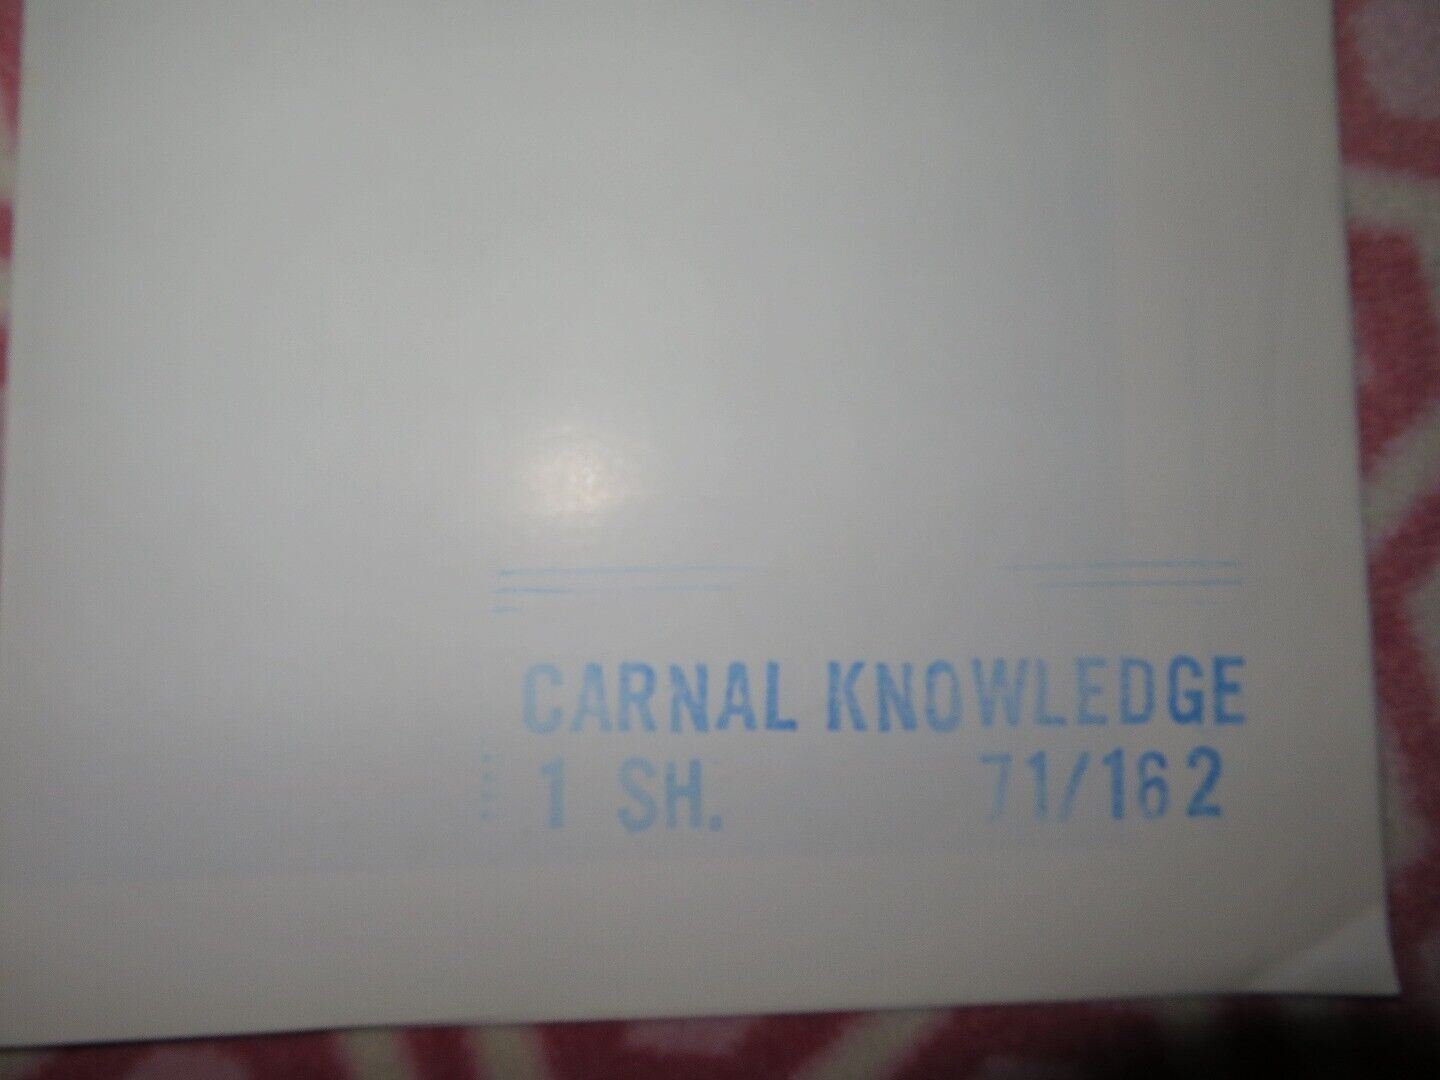 CARNAL KNOWLEDGE
1 SH. 71/162